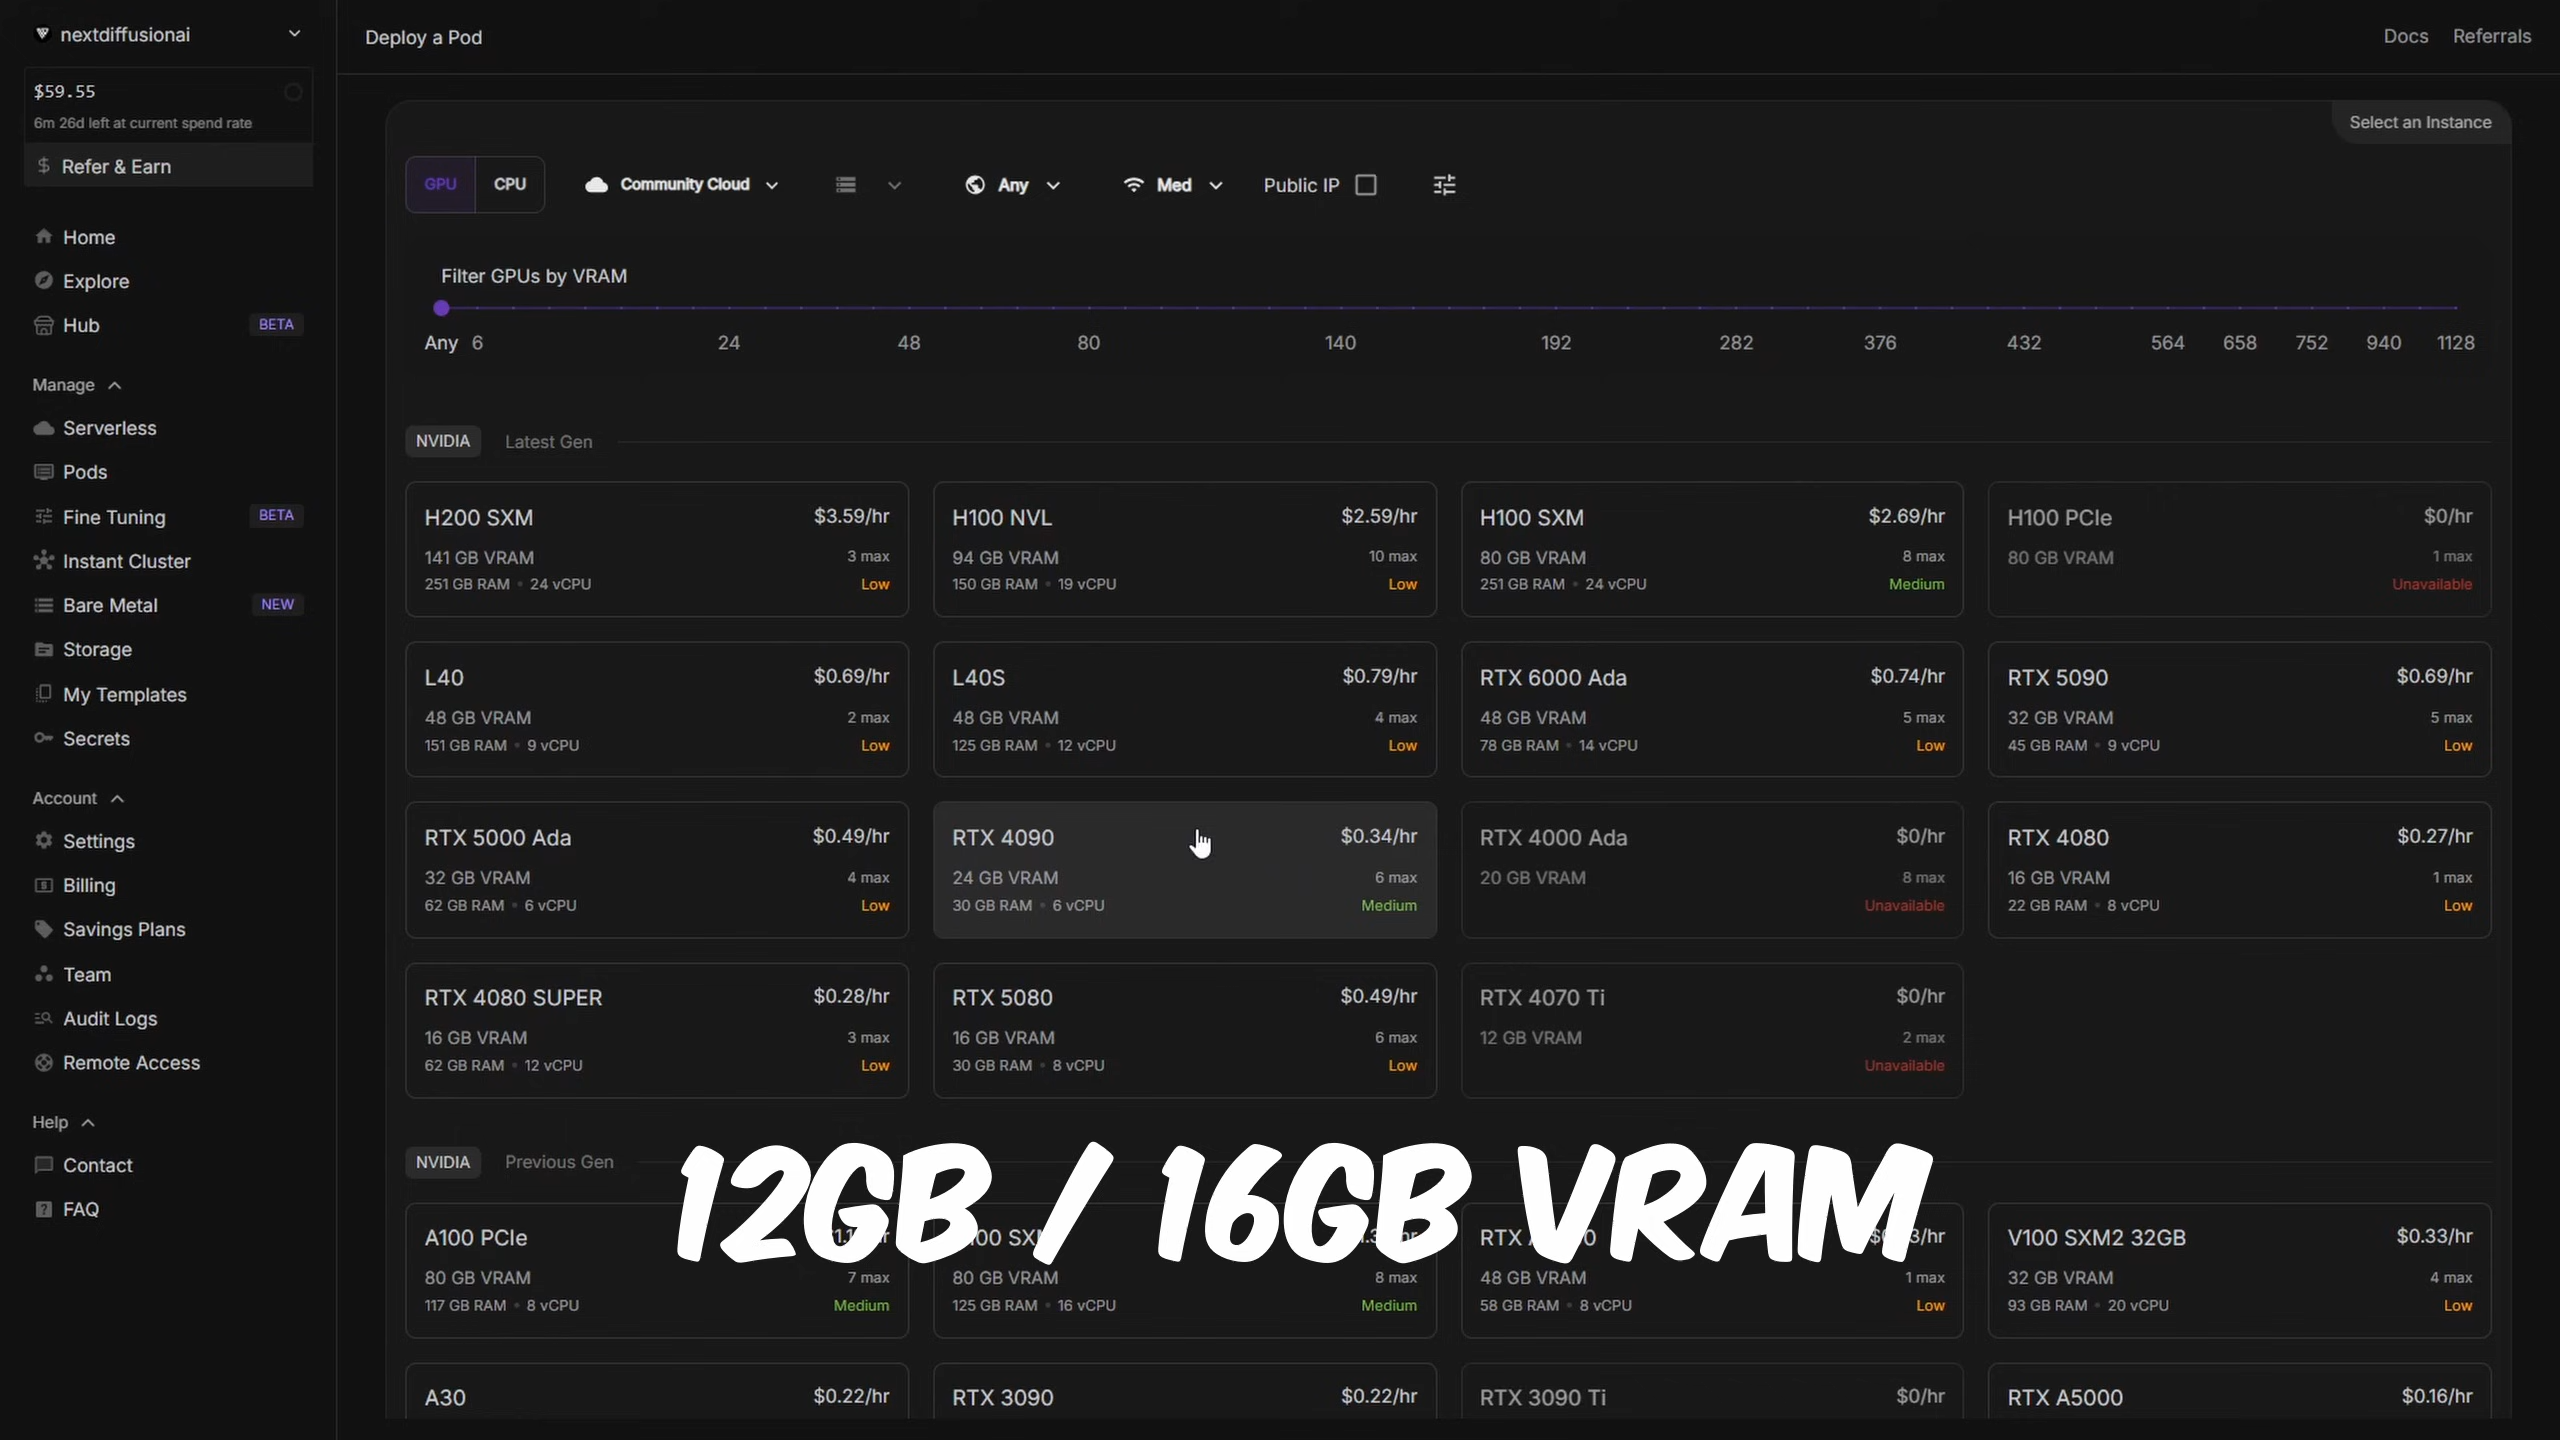 nextdiffusionai
$59.55
6m 26d left at current spend rate
$ Refer & Earn
Home
Explore
Hub BETA
Manage
Serverless
Pods
Fine Tuning BETA
Instant Cluster
Bare Metal NEW
Storage
My Templates
Secrets
Account
Settings
Billing
Savings Plans
Team
Audit Logs
Remote Access
Help
Contact
FAQ
Deploy a Pod
Docs Referrals
Select an Instance
GPU CPU Community Cloud Any Med Public IP
Filter GPUs by VRAM
Any 6 24 48 80 140 192 282 376 432 564 658 752 940 1128
NVIDIA Latest Gen
H200 SXM $3.59/hr
141 GB VRAM 3 max
251 GB RAM • 24 vCPU Low
H100 NVL $2.59/hr
94 GB VRAM 10 max
150 GB RAM • 19 vCPU Low
H100 SXM $2.69/hr
80 GB VRAM 8 max
251 GB RAM • 24 vCPU Medium
H100 PCIe $0/hr
80 GB VRAM 1 max
Unavailable
L40 $0.69/hr
48 GB VRAM 2 max
151 GB RAM • 9 vCPU Low
L40S $0.79/hr
48 GB VRAM 4 max
125 GB RAM • 12 vCPU Low
RTX 6000 Ada $0.74/hr
48 GB VRAM 5 max
78 GB RAM • 14 vCPU Low
RTX 5090 $0.69/hr
32 GB VRAM 5 max
45 GB RAM • 9 vCPU Low
RTX 5000 Ada $0.49/hr
32 GB VRAM 4 max
62 GB RAM • 6 vCPU Low
RTX 4090 $0.34/hr
24 GB VRAM 6 max
30 GB RAM • 6 vCPU Medium
RTX 4000 Ada $0/hr
20 GB VRAM 8 max
Unavailable
RTX 4080 $0.27/hr
16 GB VRAM 1 max
22 GB RAM • 8 vCPU Low
RTX 4080 SUPER $0.28/hr
16 GB VRAM 3 max
62 GB RAM • 12 vCPU Low
RTX 5080 $0.49/hr
16 GB VRAM 6 max
30 GB RAM • 8 vCPU Low
RTX 4070 Ti $0/hr
12 GB VRAM 2 max
Unavailable
NVIDIA Previous Gen
12GB / 16GB VRAM
A100 PCIe
80 GB VRAM 7 max
117 GB RAM • 8 vCPU Medium
80 GB VRAM 8 max
125 GB RAM • 16 vCPU Medium
RTX
48 GB VRAM 1 max
58 GB RAM • 8 vCPU Low
V100 SXM2 32GB $0.33/hr
32 GB VRAM 4 max
93 GB RAM • 20 vCPU Low
A30 $0.22/hr
RTX 3090 $0.22/hr
RTX 3090 Ti $0/hr
RTX A5000 $0.16/hr